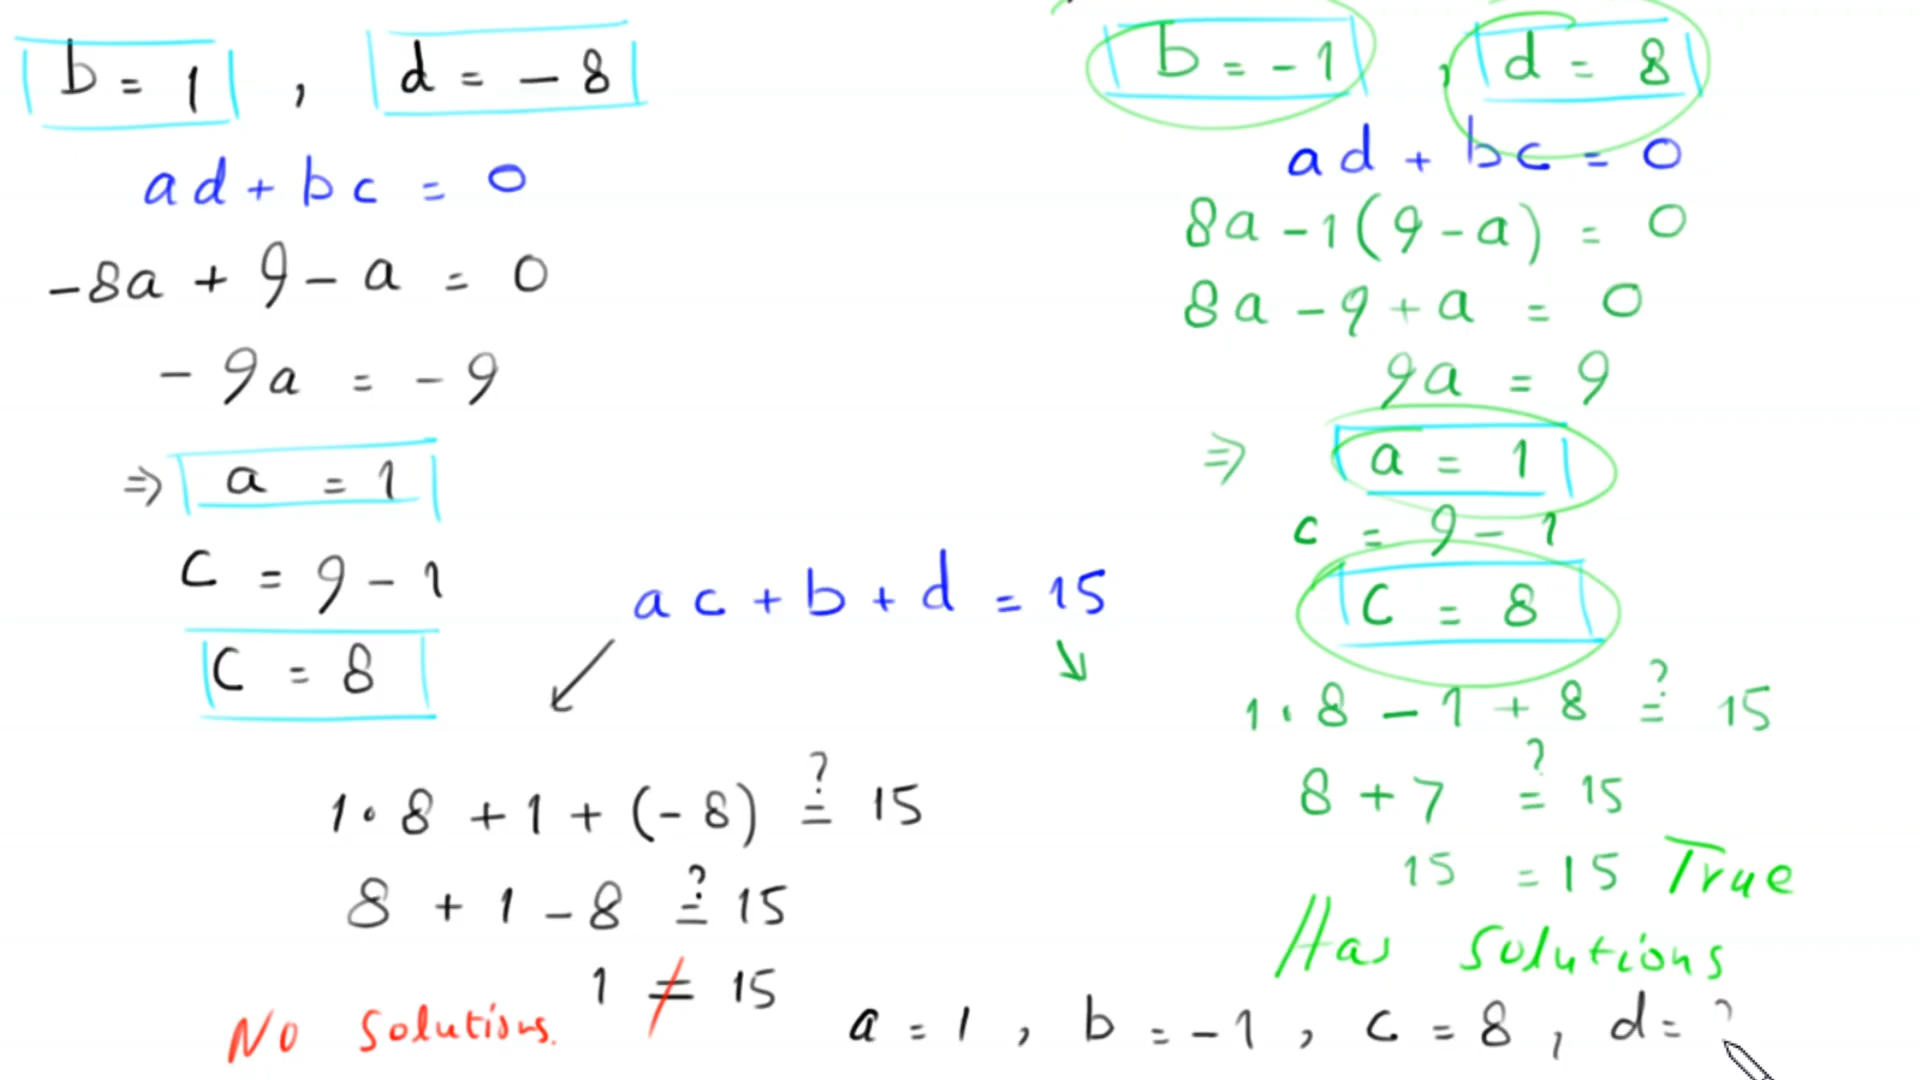 b = 1 , d = - 8
ad + bc = 0
-8a + 9 - a = 0
- 9a = - 9
⇒ a = 1
c = 9 - 1
c = 8
ac + b + d = 15
1 · 8 + 1 + (- 8) ≟ 15
8 + 1 - 8 ≟ 15
1 ≠ 15
No Solutions.
b = - 1 , d = 8
ad + bc = 0
8a - 1(9 - a) = 0
8a - 9 + a = 0
9a = 9
⇒ a = 1
c = 9 - 1
C = 8
1 · 8 - 1 + 8 ≟ 15
8 + 7 ≟ 15
15 = 15 True
Has Solutions
a = 1 , b = - 1 , c = 8 , d =